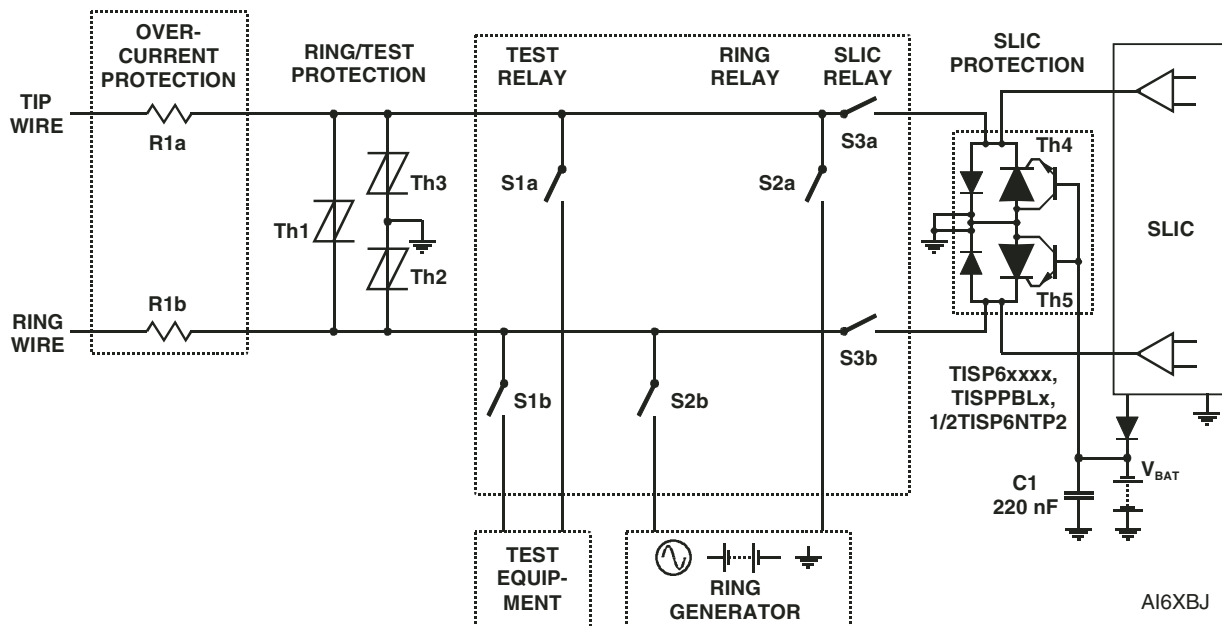 OVER-
CURRENT
PROTECTION
RING/TEST
PROTECTION
TEST
RELAY
RING
RELAY
SLIC
RELAY
SLIC
PROTECTION
TIP
WIRE
R1a
S3a
Th4
Th3
S1a
S2a
Th1
SLIC
Th2
Th5
R1b
RING
WIRE
S3b
S1b
S2b
TISP6xxxx,
TISPPBLx,
1/2TISP6NTP2
C1
220 nF
VBAT
TEST
EQUIP-
MENT
RING
GENERATOR
AI6XBJ